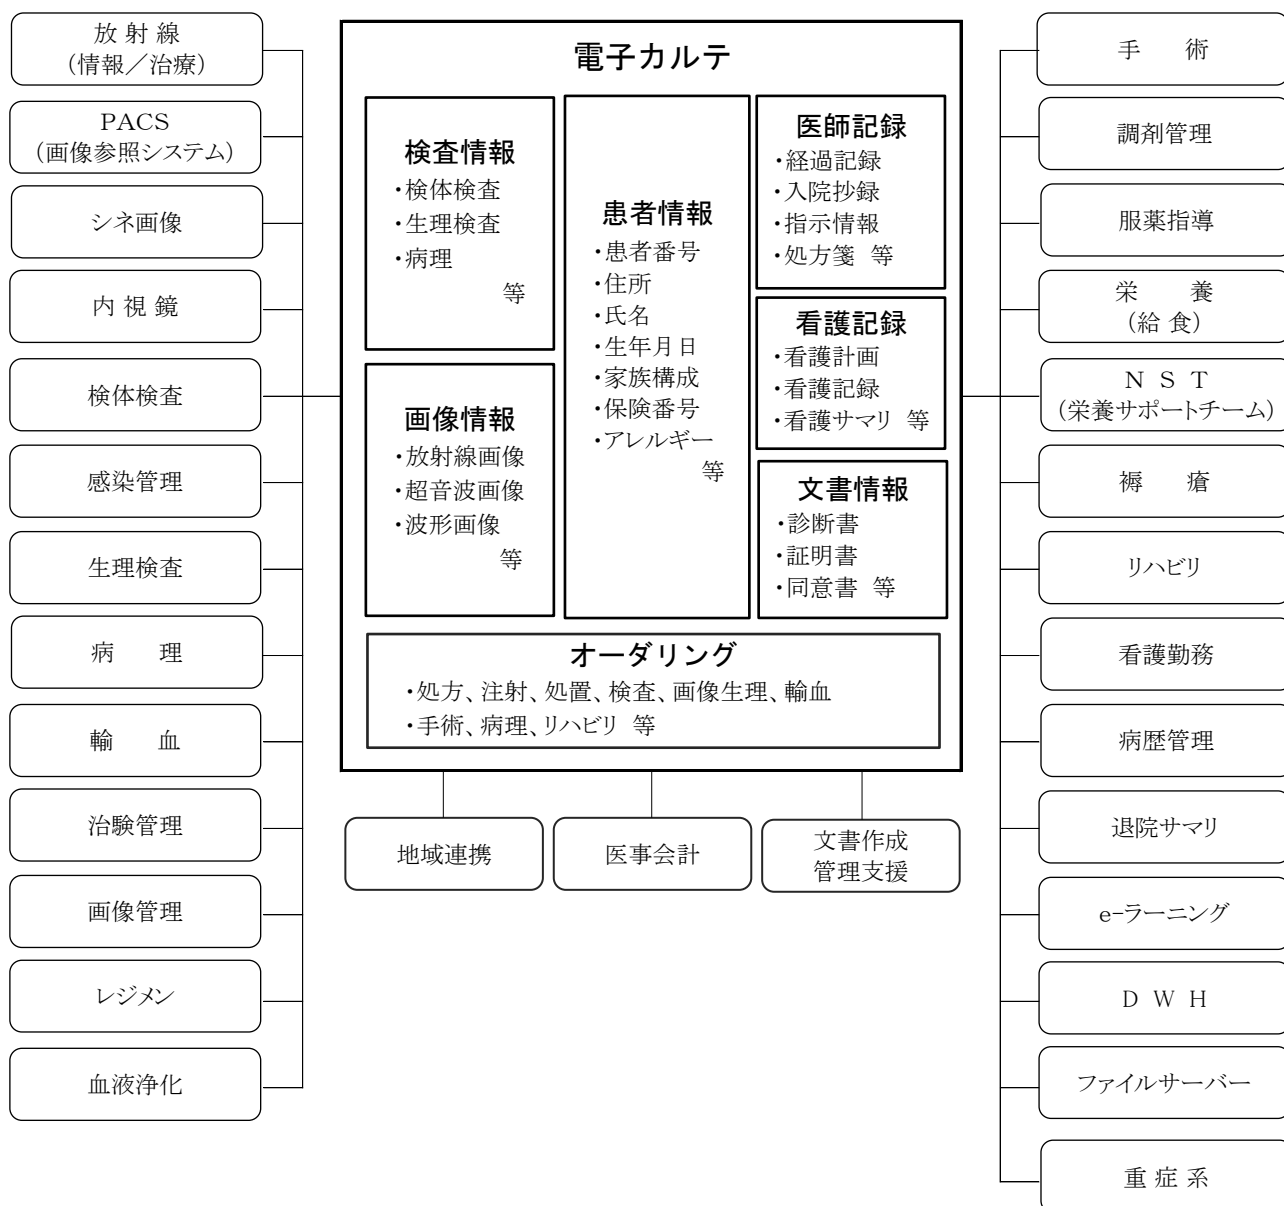 放 射 線
(情報／治療)
PACS
(画像参照システム)
シネ画像
内 視 鏡
検体検査
感染管理
生理検査
病　理
輸　血
治験管理
画像管理
レジメン
血液浄化
電子カルテ
検査情報
・検体検査
・生理検査
・病理
等
画像情報
・放射線画像
・超音波画像
・波形画像
等
患者情報
・患者番号
・住所
・氏名
・生年月日
・家族構成
・保険番号
・アレルギー
等
医師記録
・経過記録
・入院抄録
・指示情報
・処方箋 等
看護記録
・看護計画
・看護記録
・看護サマリ 等
文書情報
・診断書
・証明書
・同意書 等
オーダリング
・処方、注射、処置、検査、画像生理、輸血
・手術、病理、リハビリ 等
地域連携
医事会計
文書作成
管理支援
手　術
調剤管理
服薬指導
栄　養
(給 食)
N S T
(栄養サポートチーム)
褥　瘡
リハビリ
看護勤務
病歴管理
退院サマリ
e-ラーニング
D W H
ファイルサーバー
重 症 系